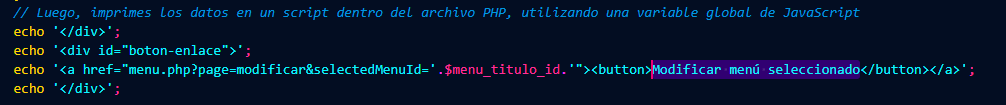 // Luego, imprimes los datos en un script dentro del archivo PHP, utilizando una variable global de JavaScript
echo '</div>';
echo '<div id="boton-enlace">';
echo '<a href="menu.php?page=modificar&selectedMenuId='.$menu_titulo_id.'"><button>Modificar menú seleccionado</button></a>';
echo '</div>';